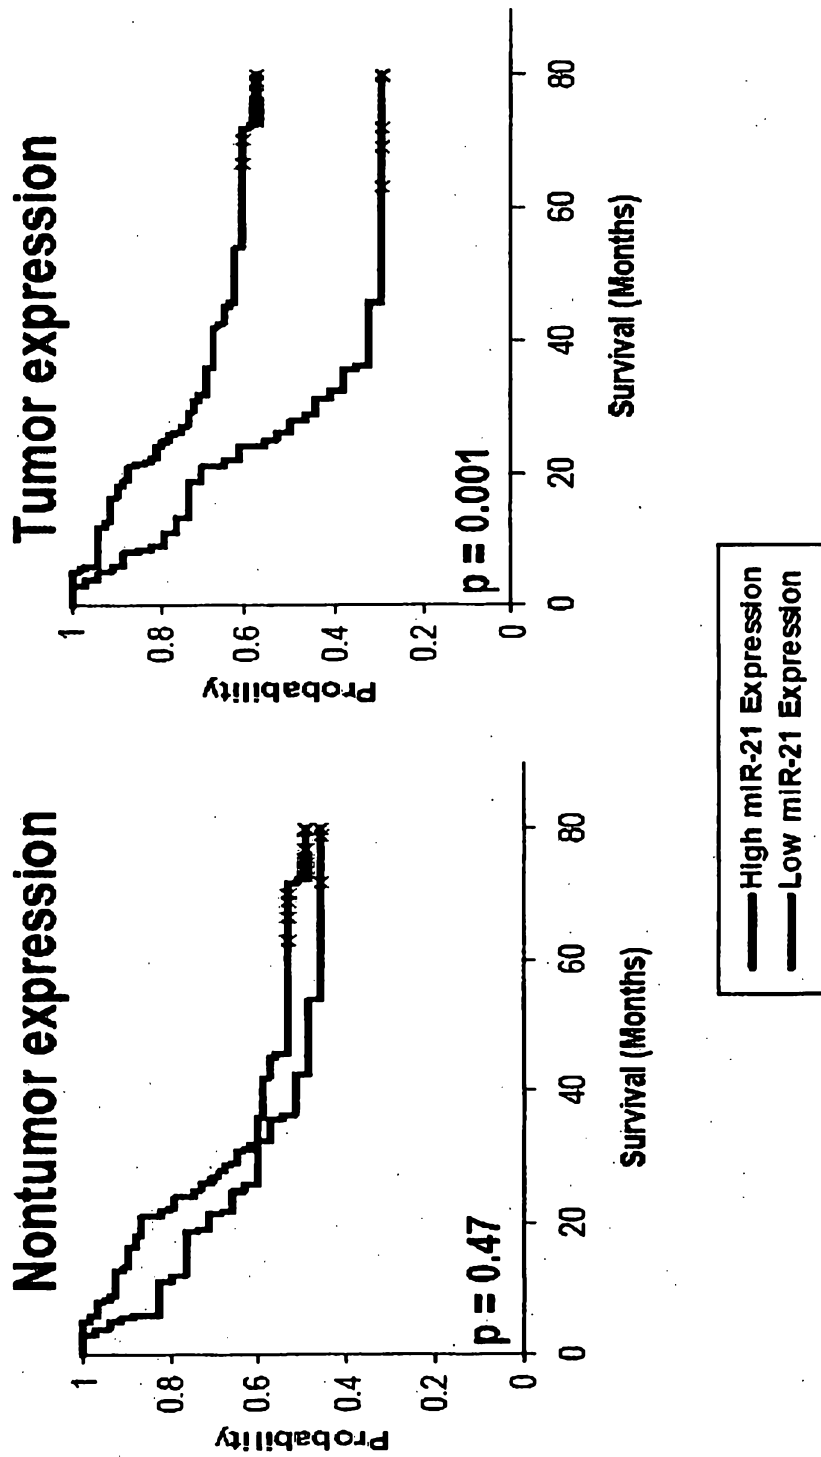 Nontumor expression
Probability
1
0.8
0.6
0.4
0.2
0
p = 0.47
0
20
40
60
80
Survival (Months)
Tumor expression
Probability
1
0.8
0.6
0.4
0.2
0
p = 0.001
0
20
40
60
80
Survival (Months)
High miR-21 Expression
Low miR-21 Expression